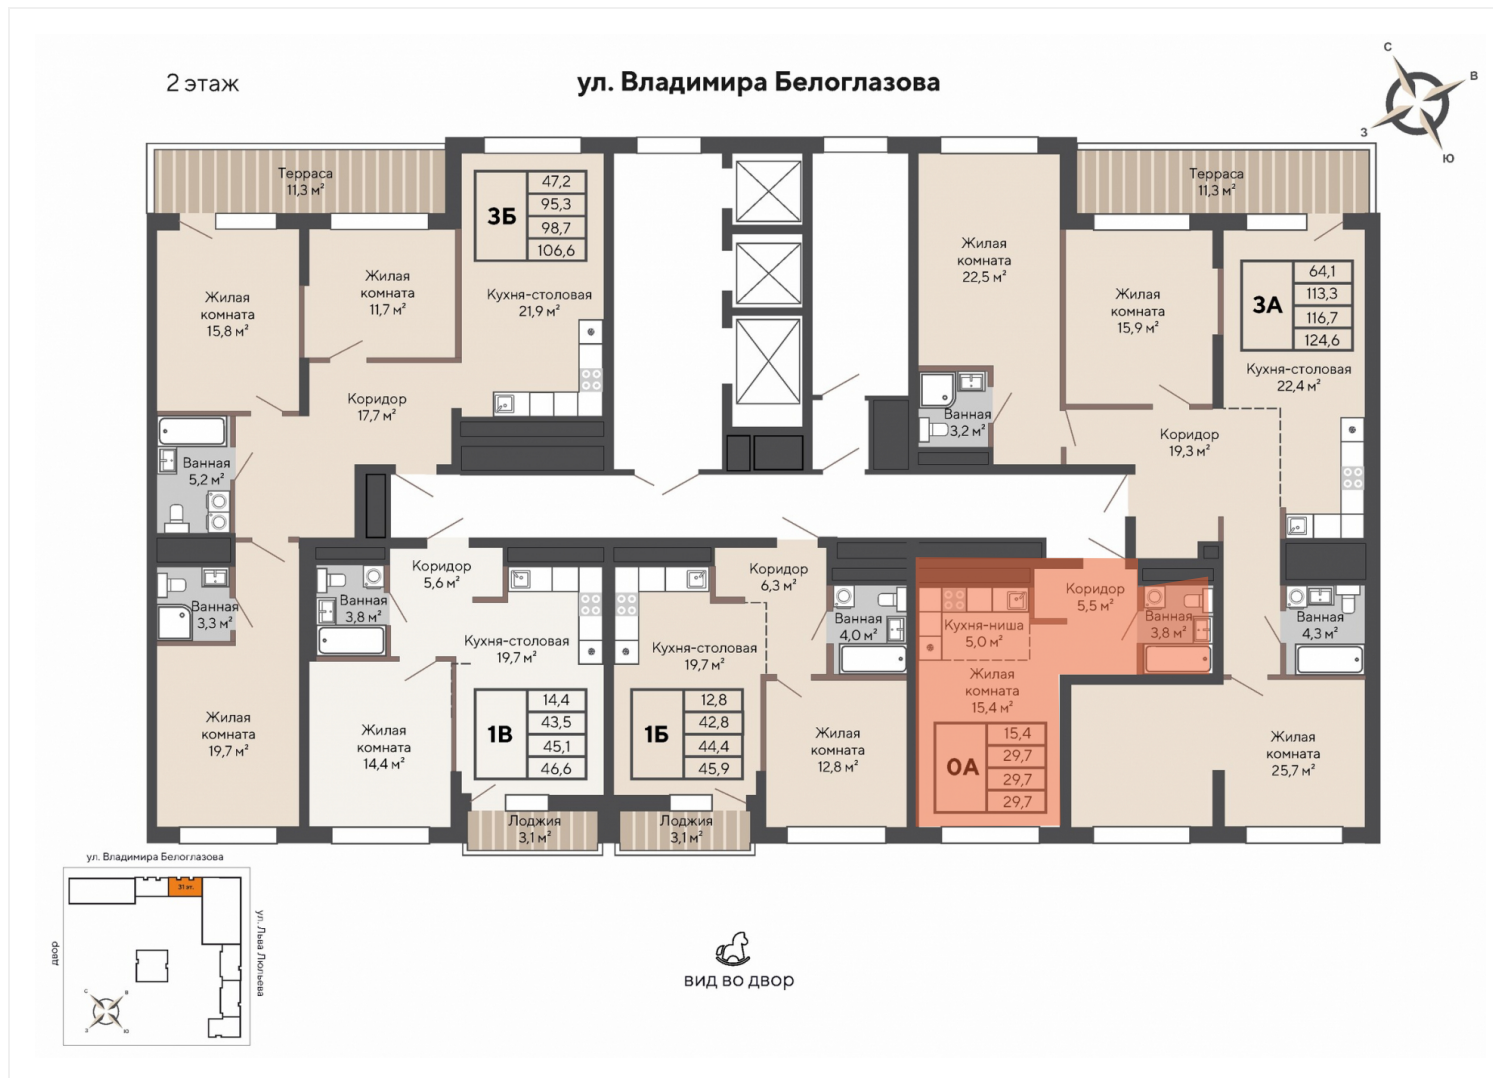 2 этаж
ул. Владимира Белоглазова
С
В
З
Ю
Терраса
11,3 м²
3Б
47,2
95,3
98,7
106,6
Жилая
комната
15,8 м²
Жилая
комната
11,7 м²
Кухня-столовая
21,9 м²
Коридор
17,7 м²
Ванная
5,2 м²
Ванная
3,3 м²
Жилая
комната
19,7 м²
Терраса
11,3 м²
Жилая
комната
22,5 м²
Жилая
комната
15,9 м²
3А
64,1
113,3
116,7
124,6
Кухня-столовая
22,4 м²
Ванная
3,2 м²
Коридор
19,3 м²
Ванная
4,3 м²
Жилая
комната
25,7 м²
Коридор
5,6 м²
Ванная
3,8 м²
Кухня-столовая
19,7 м²
Жилая
комната
14,4 м²
1В
14,4
43,5
45,1
46,6
Лоджия
3,1 м²
Коридор
6,3 м²
Ванная
4,0 м²
Кухня-столовая
19,7 м²
1Б
12,8
42,8
44,4
45,9
Жилая
комната
12,8 м²
Лоджия
3,1 м²
Коридор
5,5 м²
Кухня-ниша
5,0 м²
Ванная
3,8 м²
Жилая
комната
15,4 м²
0А
15,4
29,7
29,7
29,7
ул. Владимира Белоглазова
31 эт.
двор
ул. Льва Люльева
С
В
З
Ю
вид во двор